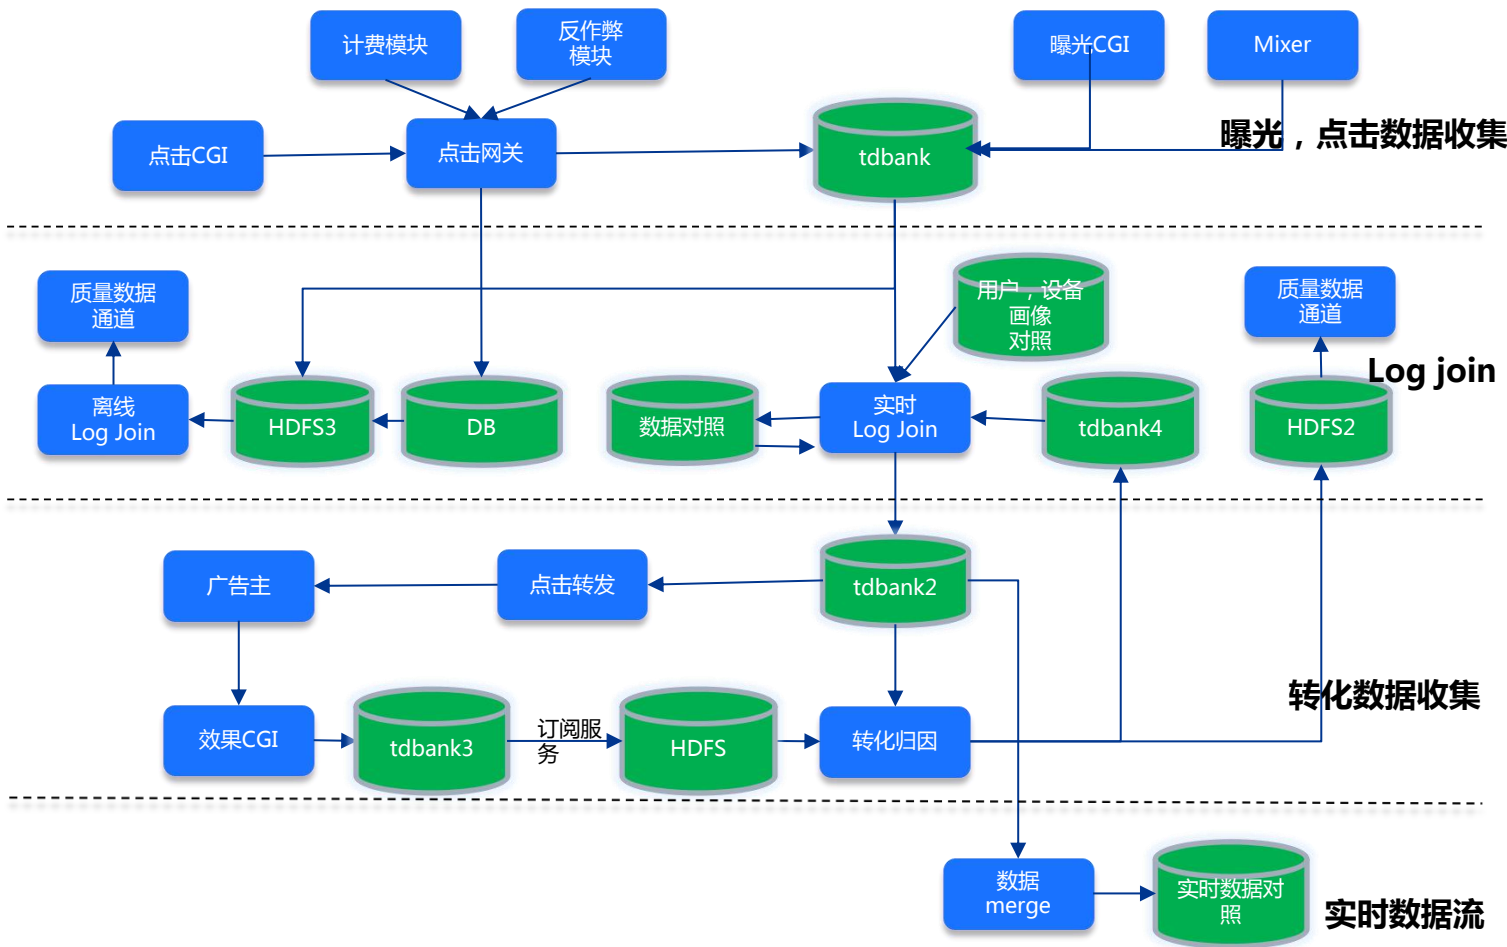 计费模块
反作弊
模块
曝光CGI
Mixer
曝光，点击数据收集
点击CGI
点击网关
tdbank
质量数据
通道
用户，设备
画像
对照
质量数据
通道
Log join
离线
Log Join
HDFS3
DB
数据对照
实时
Log Join
tdbank4
HDFS2
广告主
点击转发
tdbank2
转化数据收集
效果CGI
tdbank3
订阅服
务
HDFS
转化归因
数据
merge
实时数据对
照
实时数据流